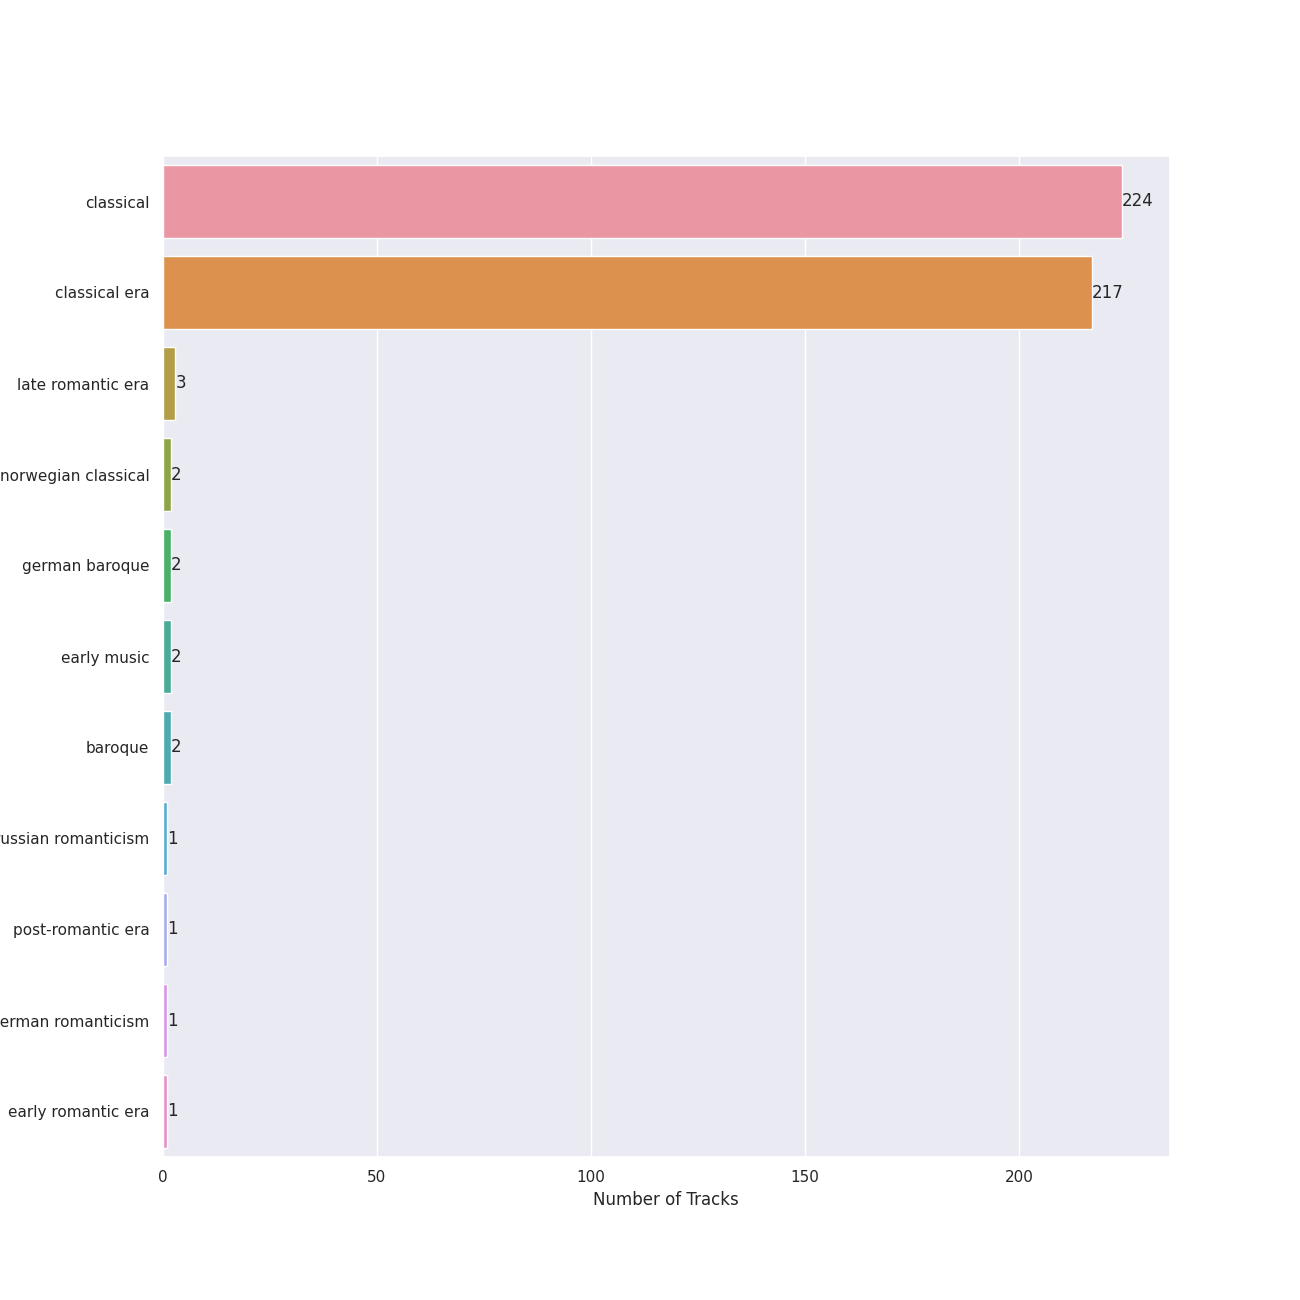 classical 224
classical era 217
late romantic era 3
norwegian classical 2
german baroque 2
early music 2
baroque 2
ussian romanticism 1
post-romantic era 1
erman romanticism 1
early romantic era 1
0 50 100 150 200
Number of Tracks